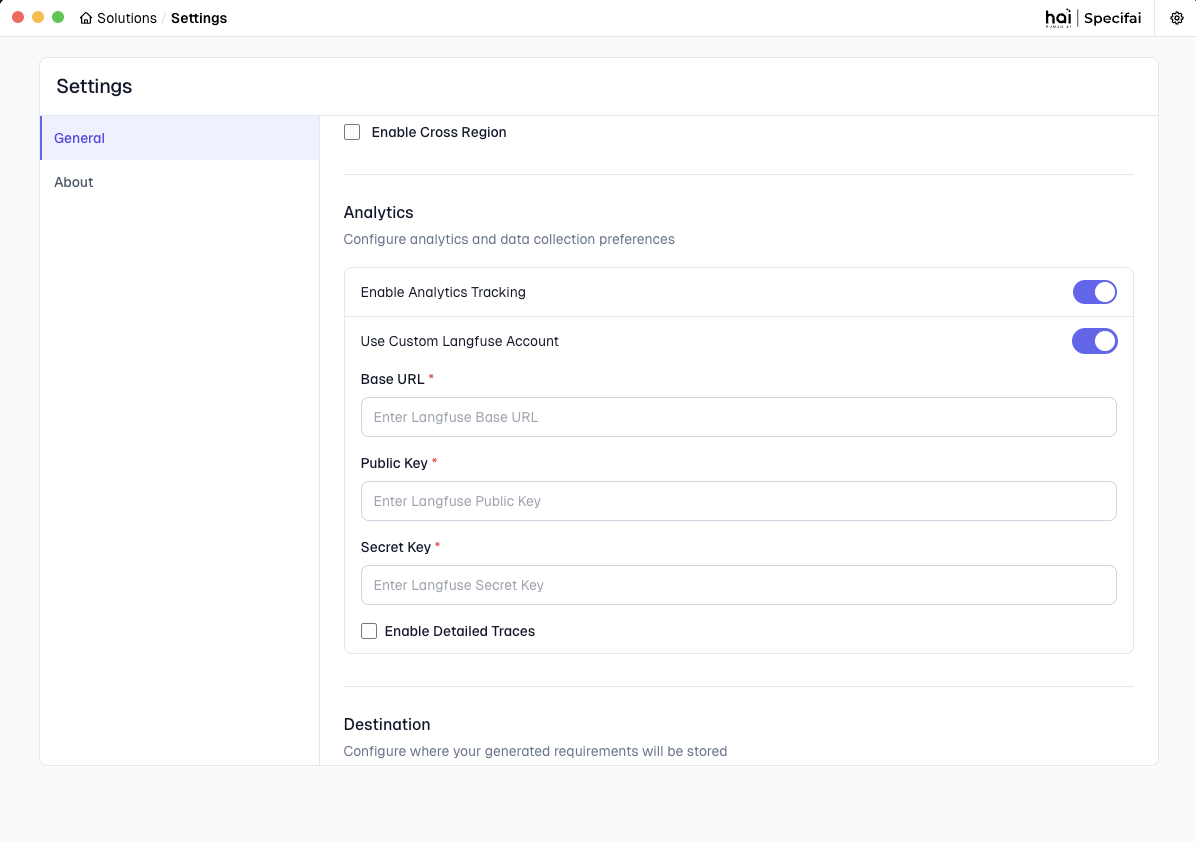 Solutions / Settings
hai | Specifai
Settings
General
About
Enable Cross Region
Analytics
Configure analytics and data collection preferences
Enable Analytics Tracking
Use Custom Langfuse Account
Base URL *
Enter Langfuse Base URL
Public Key *
Enter Langfuse Public Key
Secret Key *
Enter Langfuse Secret Key
Enable Detailed Traces
Destination
Configure where your generated requirements will be stored